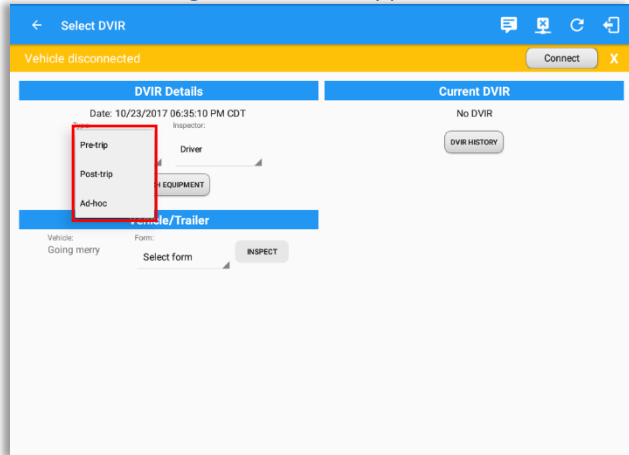 Select DVIR
Vehicle disconnected
Connect X
DVIR Details
Date: 10/23/2017 06:35:10 PM CDT
Inspector:
Pre-trip
Driver
Post-trip
EQUIPMENT
Ad-hoc
Vehicle/Trailer
Vehicle:
Going merry
Form:
Select form
INSPECT
Current DVIR
No DVIR
DVIR HISTORY